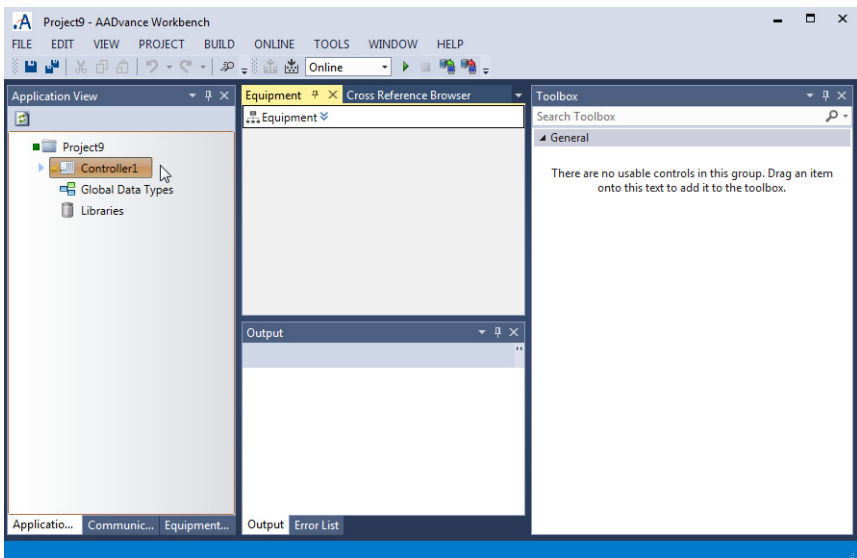 Project9 - AADvance Workbench
FILE EDIT VIEW PROJECT BUILD ONLINE TOOLS WINDOW HELP
Online
Application View
Project9
Controller1
Global Data Types
Libraries
Applicatio... Communic... Equipment...
Equipment Cross Reference Browser
Equipment
Output
Output Error List
Toolbox
Search Toolbox
General
There are no usable controls in this group. Drag an item
onto this text to add it to the toolbox.